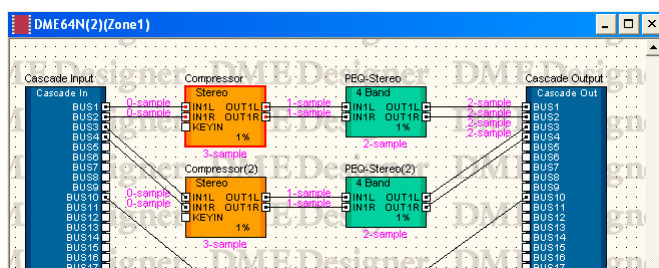 DME64N(2)(Zone1)
Cascade Input
Cascade In
BUS1
BUS2
BUS3
BUS4
BUS5
BUS6
BUS7
BUS8
BUS9
BUS10
BUS11
BUS12
BUS13
BUS14
BUS15
BUS16
BUS17
0-sample
0-sample
Compressor
Stereo
IN1L OUT1L
IN1R OUT1R
KEYIN
1%
3-sample
1-sample
1-sample
PEQ-Stereo
4 Band
IN1L OUT1L
IN1R OUT1R
1%
2-sample
2-sample
2-sample
2-sample
2-sample
0-sample
0-sample
Compressor(2)
Stereo
IN1L OUT1L
IN1R OUT1R
KEYIN
1%
3-sample
1-sample
1-sample
PEQ-Stereo(2)
4 Band
IN1L OUT1L
IN1R OUT1R
1%
2-sample
Cascade Output
Cascade Out
BUS1
BUS2
BUS3
BUS4
BUS5
BUS6
BUS7
BUS8
BUS9
BUS10
BUS11
BUS12
BUS13
BUS14
BUS15
BUS16
BUS17
DME Designer